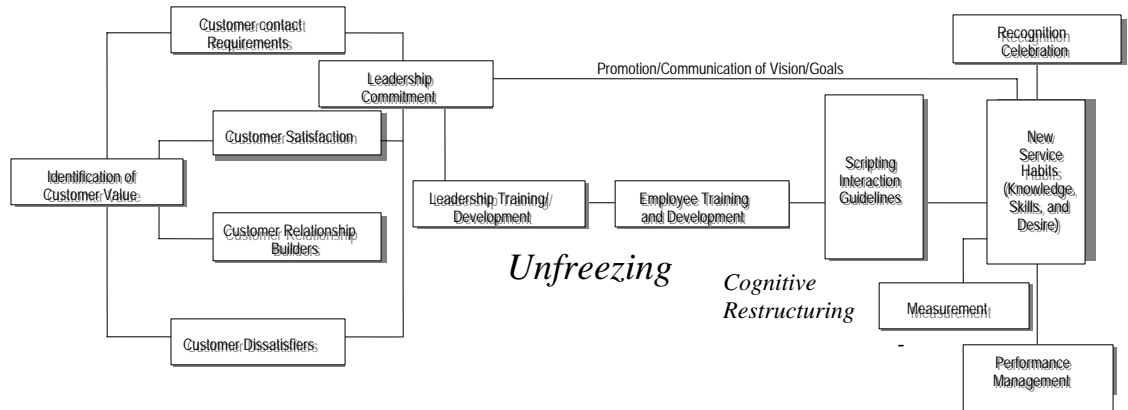 Customer contact
Requirements
Recognition
Celebration
Leadership
Commitment
Promotion/Communication of Vision/Goals
Customer Satisfaction
Identification of
Customer Value
Scripting
Interaction
Guidelines
New
Service
Habits
(Knowledge,
Skills, and
Desire)
Leadership Training/
Development
Employee Training
and Development
Customer Relationship
Builders
Unfreezing
Cognitive
Restructuring
Measurement
-
Customer Dissatisfiers
Performance
Management